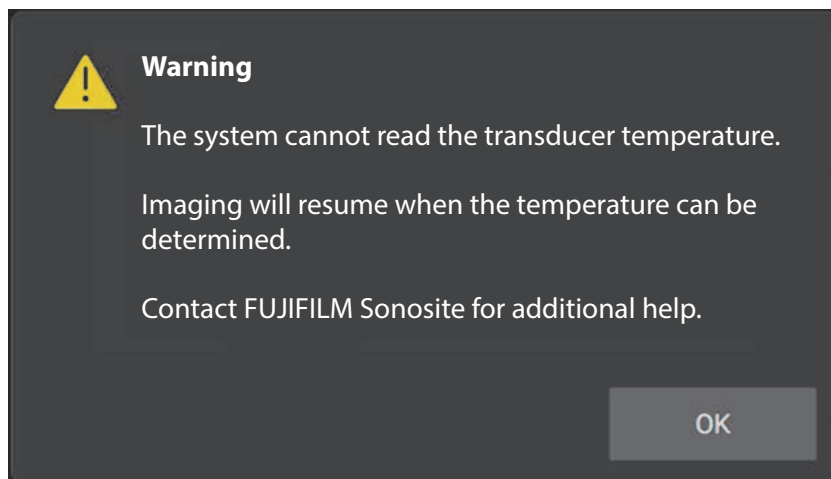 Warning
The system cannot read the transducer temperature.
Imaging will resume when the temperature can be
determined.
Contact FUJIFILM Sonosite for additional help.
OK